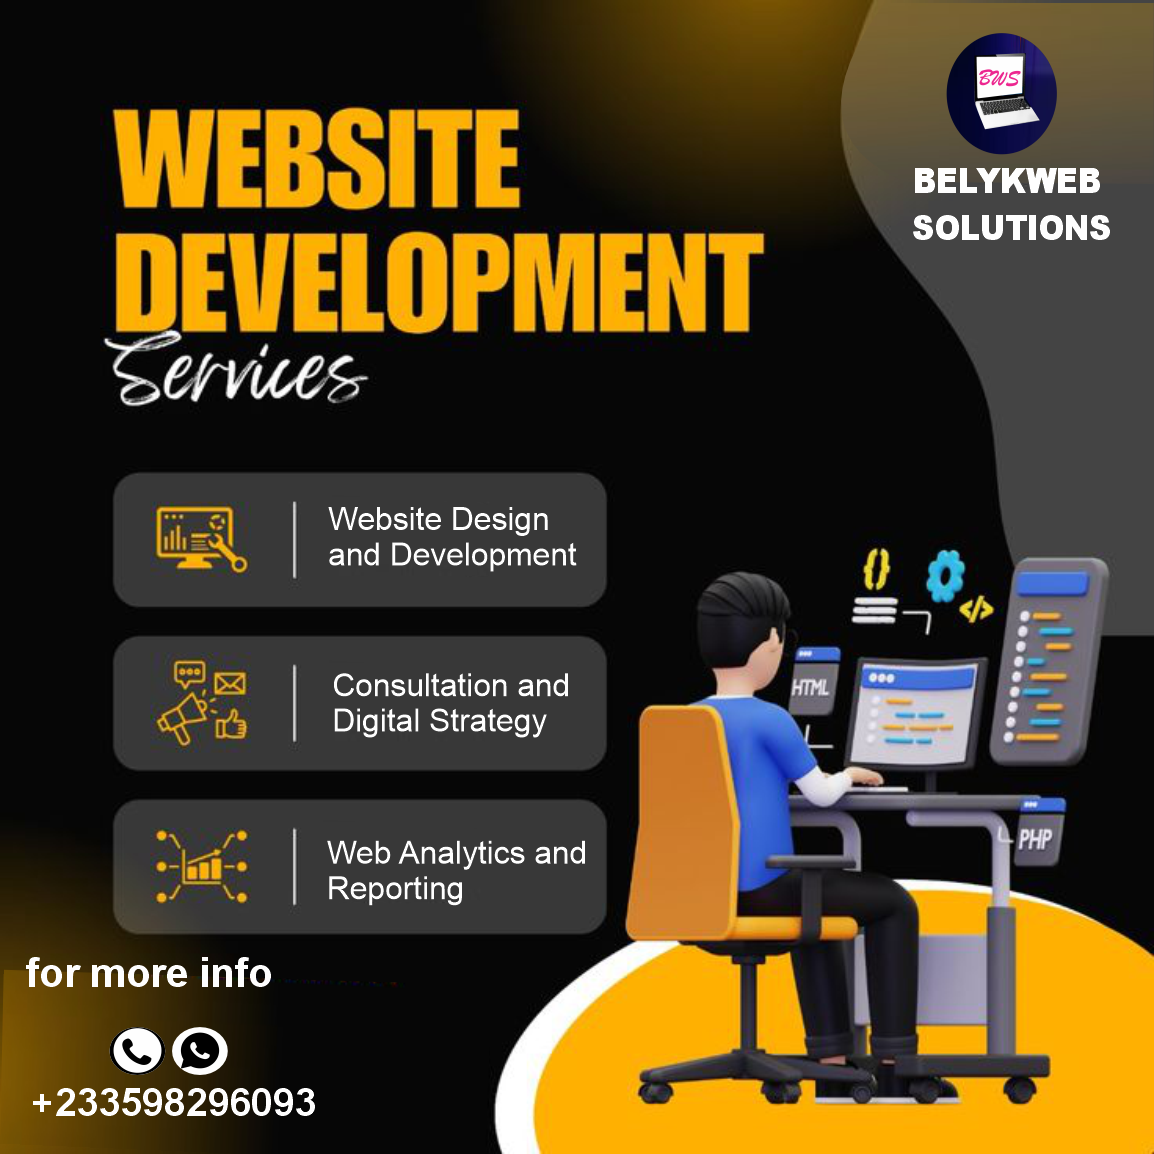 BWS
BELYKWEB
SOLUTIONS
WEBSITE
DEVELOPMENT
Services
Website Design
and Development
Consultation and
Digital Strategy
Web Analytics and
Reporting
HTML
PHP
for more info
+233598296093